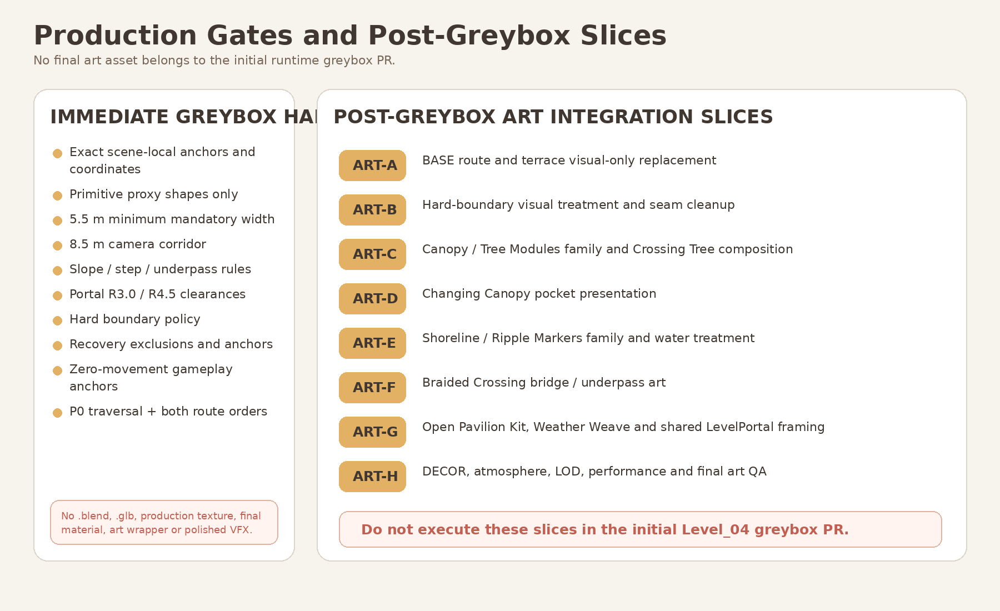 Production Gates and Post-Greybox Slices
No final art asset belongs to the initial runtime greybox PR.
IMMEDIATE GREYBOX
Exact scene-local anchors and
coordinates
Primitive proxy shapes only
5.5 m minimum mandatory width
8.5 m camera corridor
Slope / step / underpass rules
Portal R3.0 / R4.5 clearances
Hard boundary policy
Recovery exclusions and anchors
Zero-movement gameplay
anchors
P0 traversal + both route orders
No .blend, .glb, production texture, final
material, art wrapper or polished VFX.
POST-GREYBOX ART INTEGRATION SLICES
ART-A BASE route and terrace visual-only replacement
ART-B Hard-boundary visual treatment and seam cleanup
ART-C Canopy / Tree Modules family and Crossing Tree composition
ART-D Changing Canopy pocket presentation
ART-E Shoreline / Ripple Markers family and water treatment
ART-F Braided Crossing bridge / underpass art
ART-G Open Pavilion Kit, Weather Weave and shared LevelPortal framing
ART-H DECOR, atmosphere, LOD, performance and final art QA
Do not execute these slices in the initial Level_04 greybox PR.